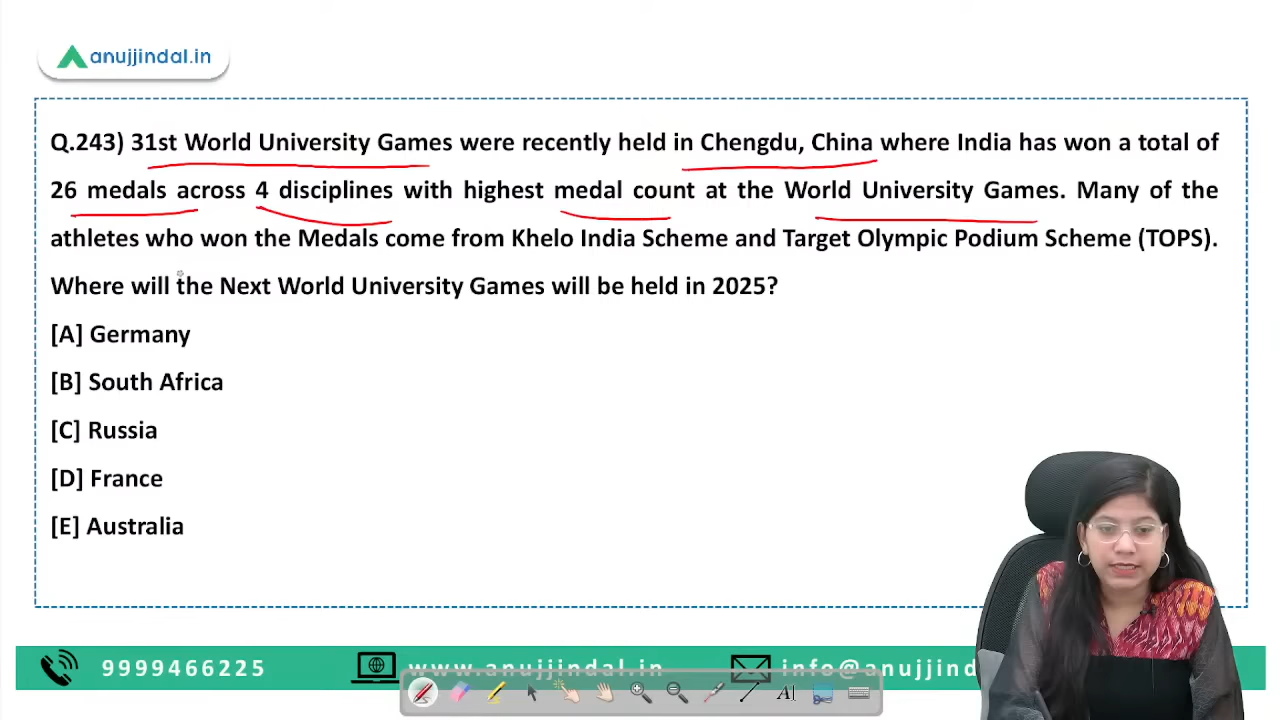 anujjindal.in
Q.243) 31st World University Games were recently held in Chengdu, China where India has won a total of
26 medals across 4 disciplines with highest medal count at the World University Games. Many of the
athletes who won the Medals come from Khelo India Scheme and Target Olympic Podium Scheme (TOPS).
Where will the Next World University Games will be held in 2025?
[A] Germany
[B] South Africa
[C] Russia
[D] France
[E] Australia
9999466225 www.anujjindal.in info@anujjind